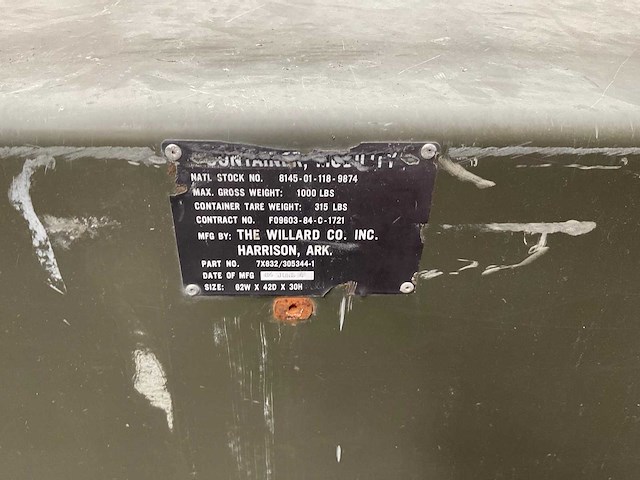 CONTAINER, MOBILITY
NATL STOCK NO. 8145-01-118-9874
MAX. GROSS WEIGHT: 1000 LBS
CONTAINER TARE WEIGHT: 315 LBS
CONTRACT NO. F09603-84-C-1721
MFG BY: THE WILLARD CO. INC.
HARRISON, ARK.
PART NO. 7X832/305344-1
DATE OF MFG
SIZE: 62W X 42D X 30H